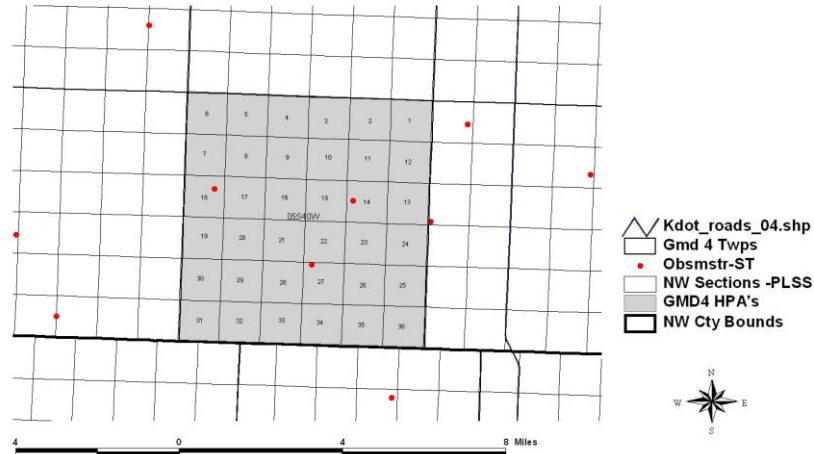 6 5 4 3 2 1
7 8 9 10 11 12
18 17 16 15 14 13
05S40W
19 20 21 22 23 24
30 29 28 27 26 25
31 32 33 34 35 36
Kdot_roads_04.shp
Gmd 4 Twps
Obsmstr-ST
NW Sections -PLSS
GMD4 HPA's
NW Cty Bounds
N
W E
S
4 0 4 8 Miles